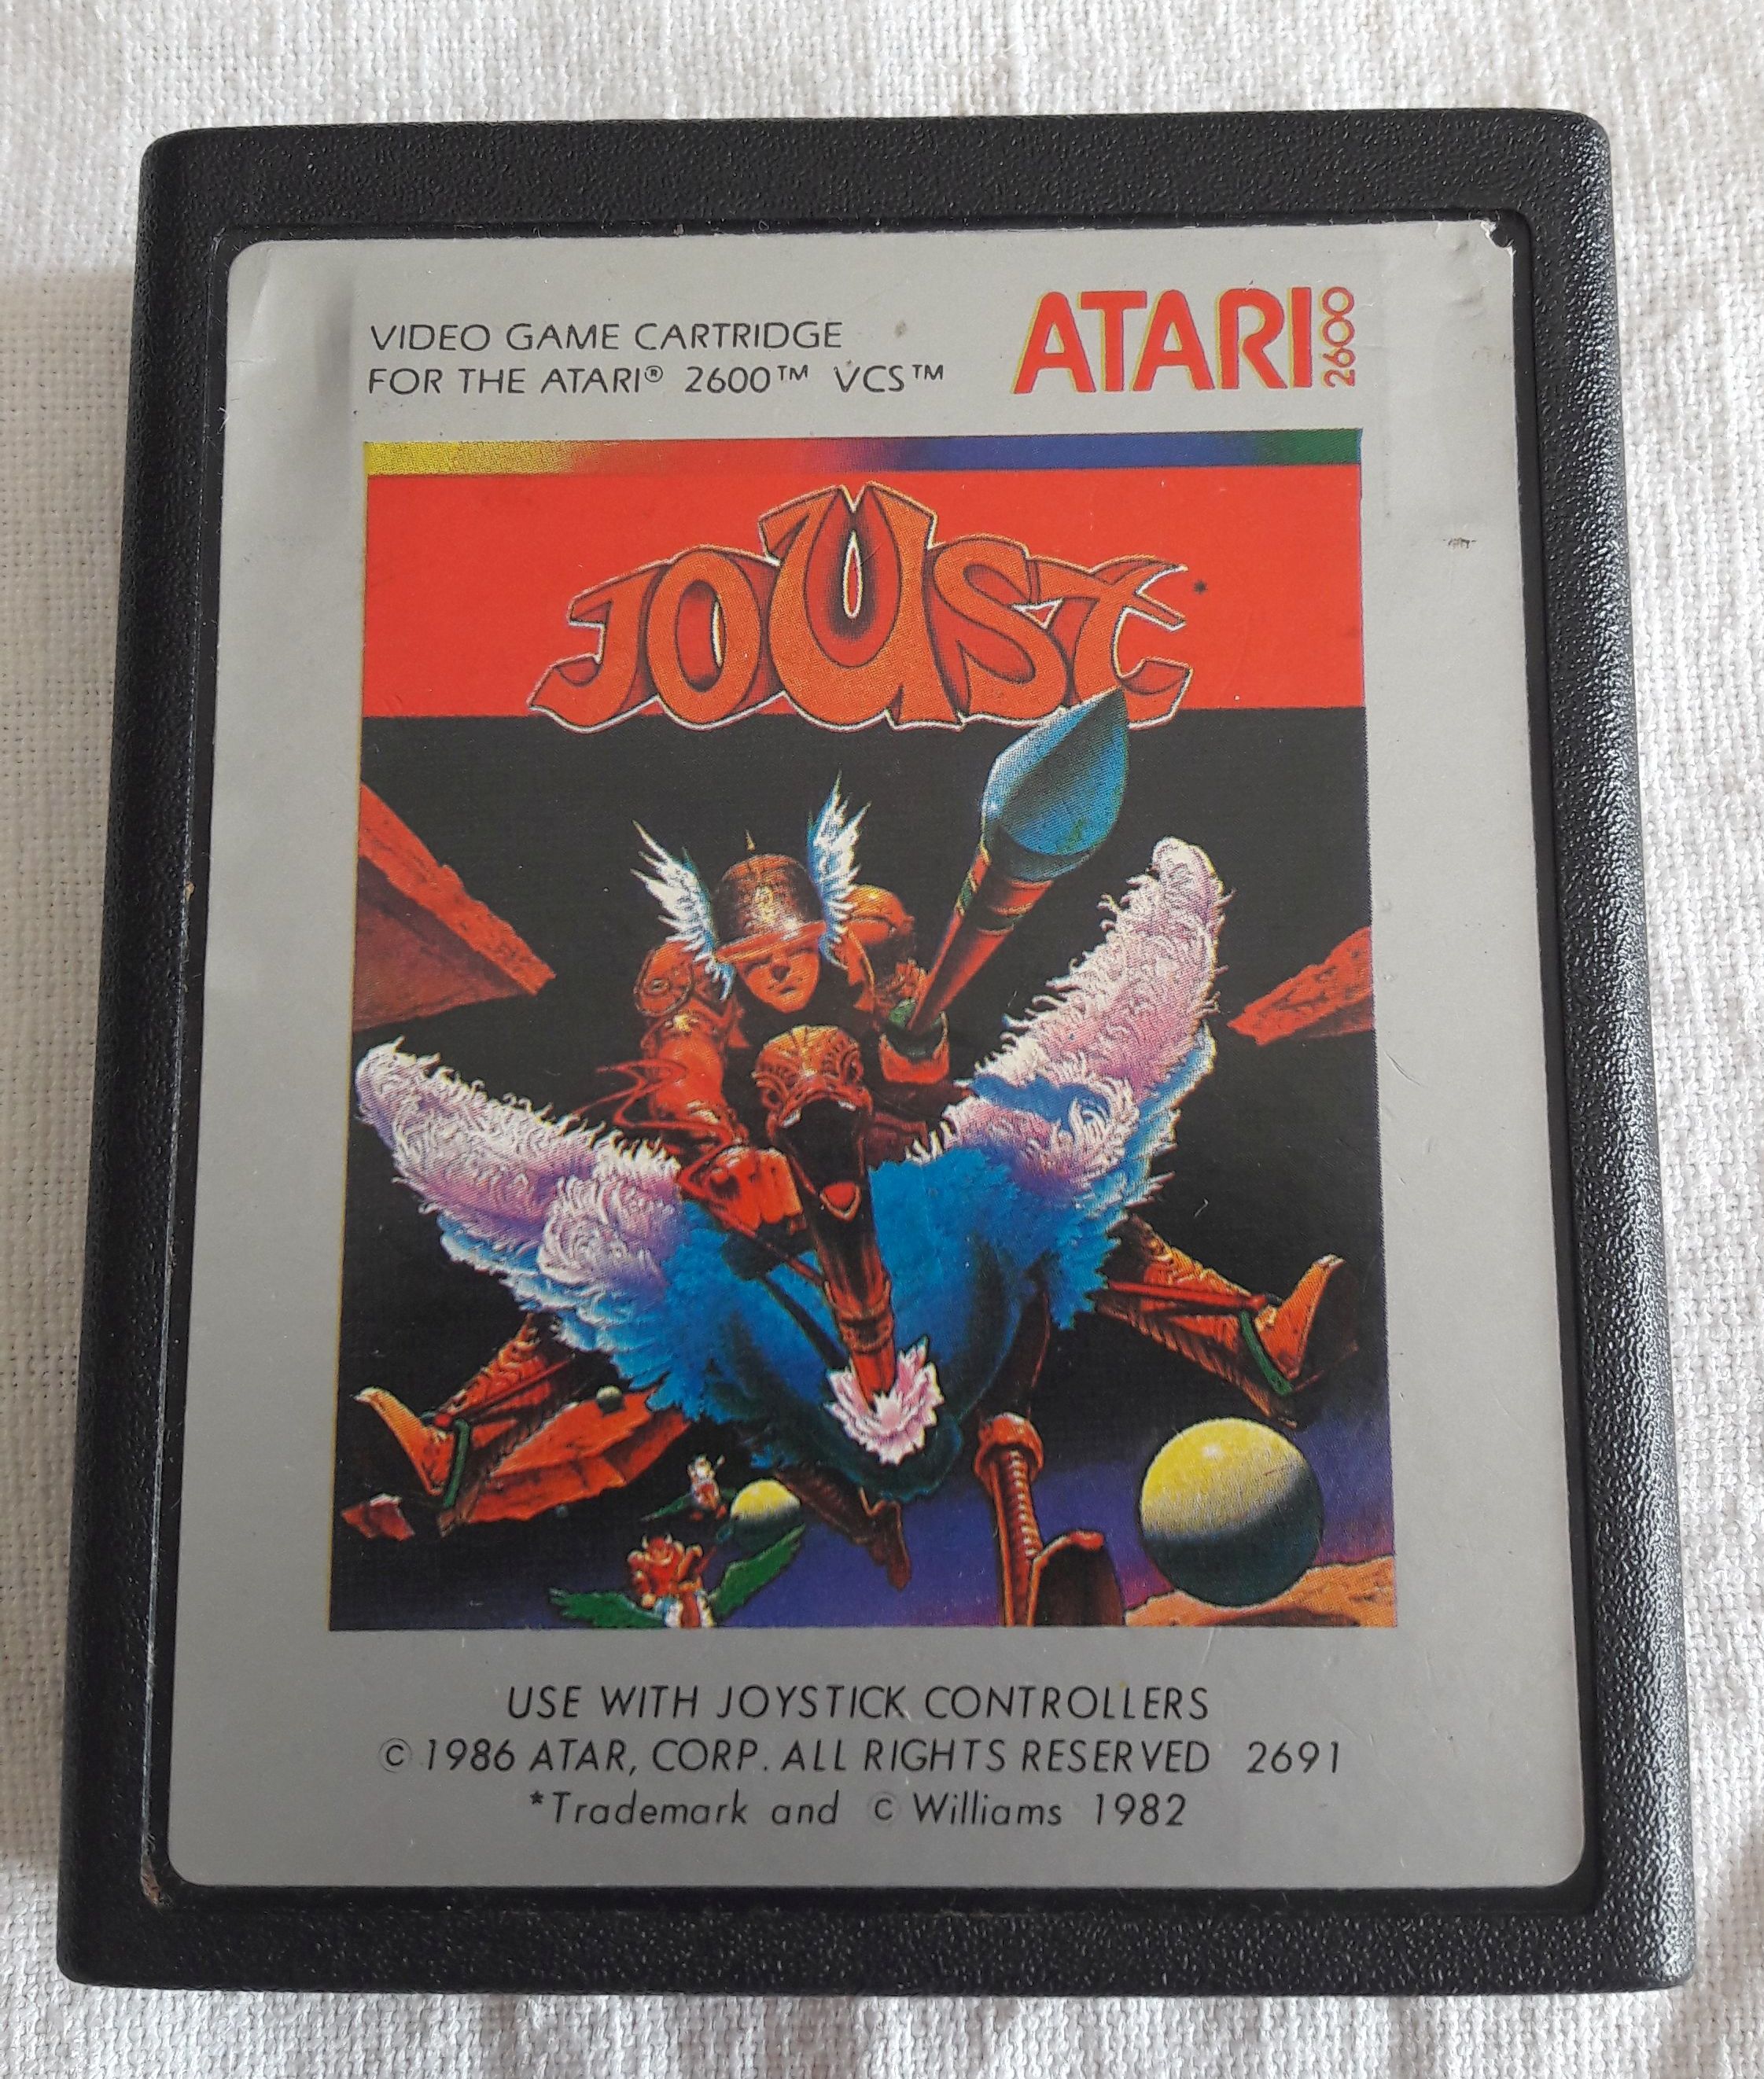 VIDEO GAME CARTRIDGE
FOR THE ATARI® 2600™ VCS™
ATARI 2600
JOUST*
USE WITH JOYSTICK CONTROLLERS
© 1986 ATAR, CORP. ALL RIGHTS RESERVED 2691
*Trademark and © Williams 1982